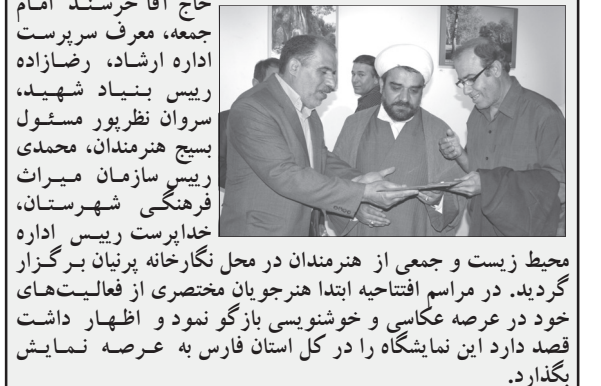 حاج آقا خرسند امام
جمعه، معرف سرپرست
اداره ارشاد، رضازاده
رییس بنیاد شهید،
سروان نظرپور مسئول
بسیج هنرمندان، محمدی
رییس سازمان میراث
فرهنگی شهرستان،
خداپرست رییس اداره
محیط زیست و جمعی از هنرمندان در محل نگارخانه پرنیان برگزار
گردید. در مراسم افتتاحیه ابتدا هنرجویان مختصری از فعالیت‌های
خود در عرصه عکاسی و خوشنویسی بازگو نمود و اظهار داشت
قصد دارد این نمایشگاه را در کل استان فارس به عرصه نمایش
بگذارد.